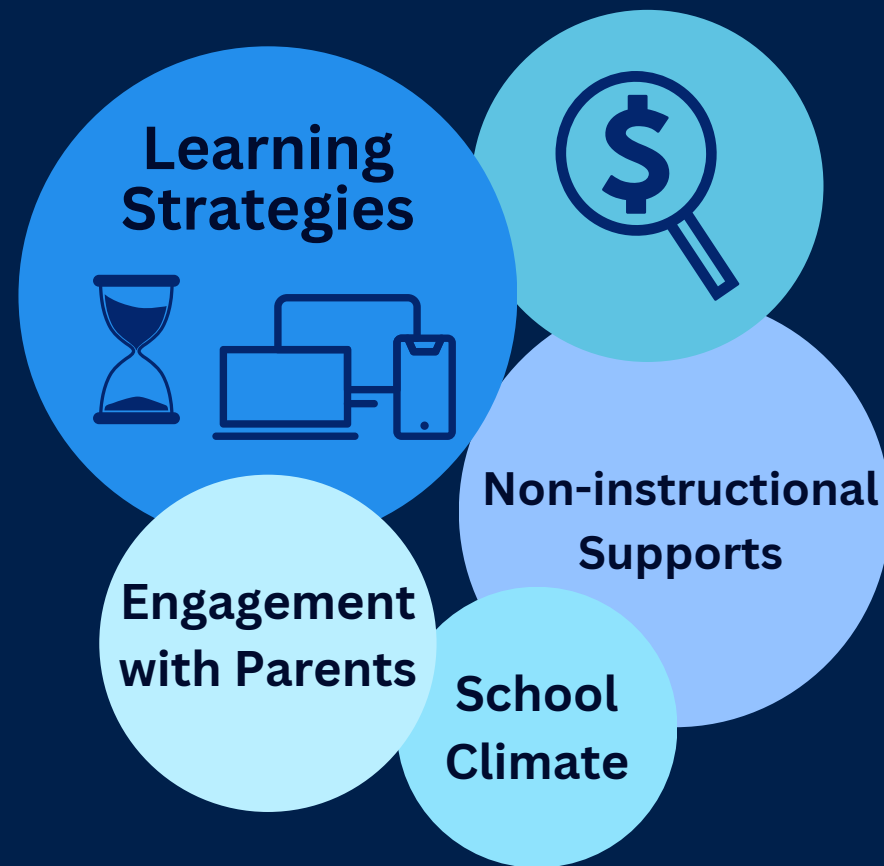 Learning
Strategies
$
Non-instructional
Supports
Engagement
with Parents
School
Climate